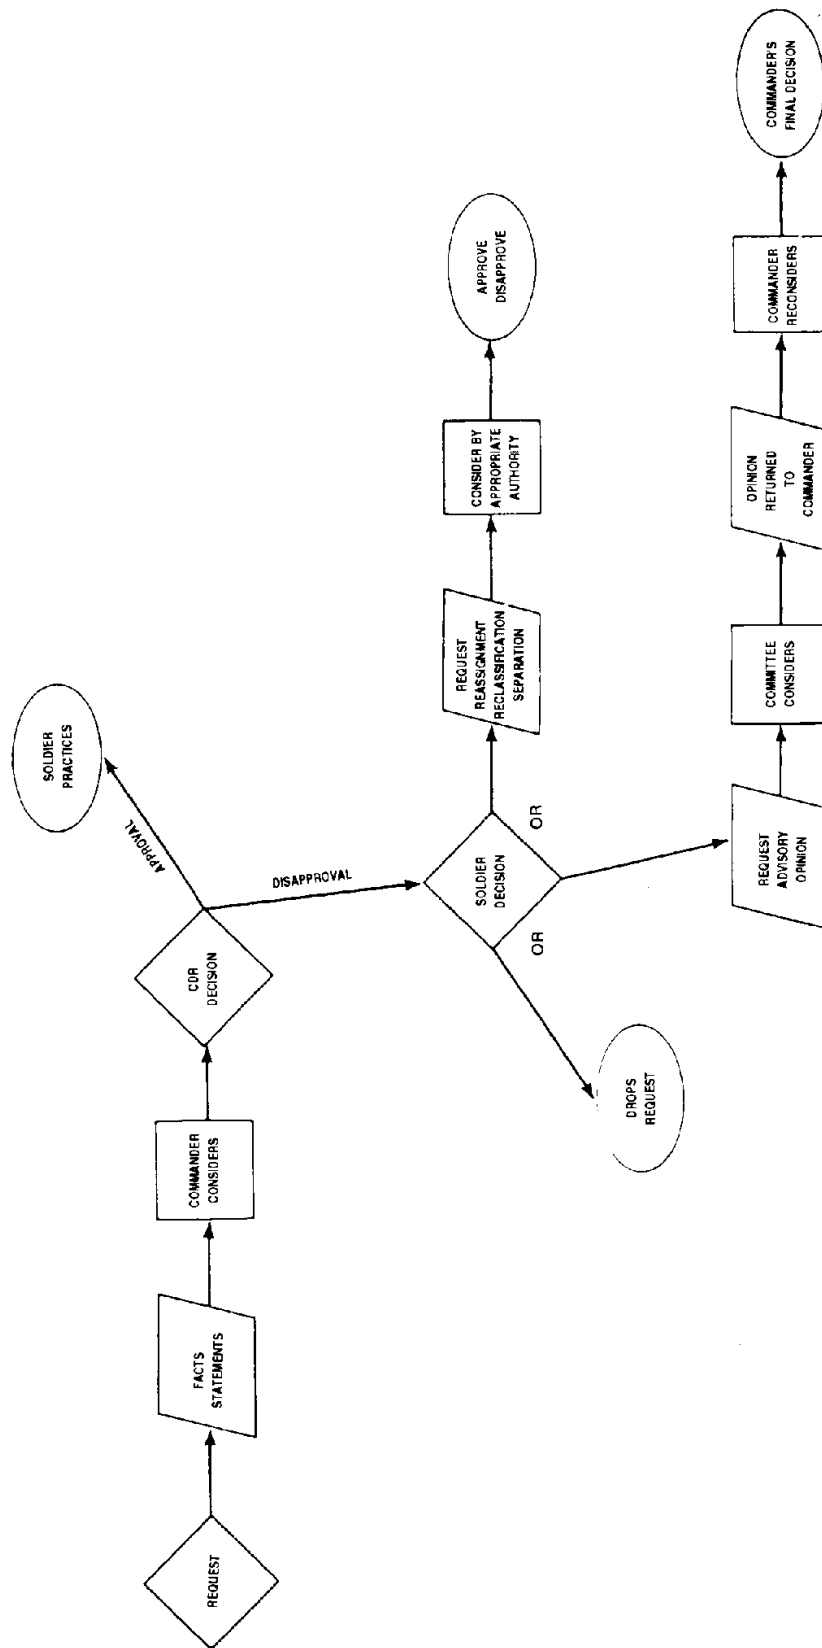 REQUEST
FACTS
STATEMENTS
COMMANDER
CONSIDERS
CDR
DECISION
APPROVAL
SOLDIER
PRACTICES
DISAPPROVAL
SOLDIER
DECISION
OR
OR
DROPS
REQUEST
REQUEST
REASSIGNMENT
RECLASSIFICATION
SEPARATION
CONSIDER BY
APPROPRIATE
AUTHORITY
APPROVE
DISAPPROVE
REQUEST
ADVISORY
OPINION
COMMITTEE
CONSIDERS
OPINION
RETURNED
TO
COMMANDER
COMMANDER
RECONSIDERS
COMMANDER'S
FINAL DECISION